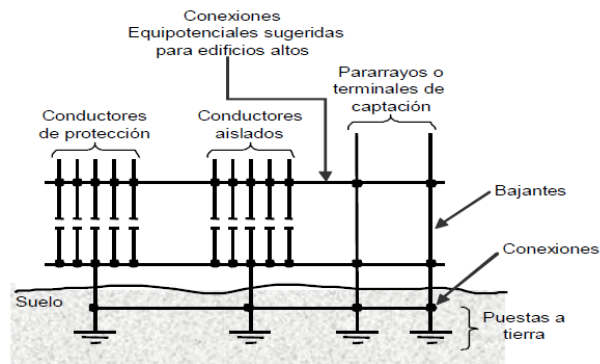 Conexiones
Equipotenciales sugeridas
para edificios altos
Pararrayos o
terminales de
captación
Conductores
de protección
Conductores
aislados
Bajantes
Conexiones
Suelo
Puestas a
tierra